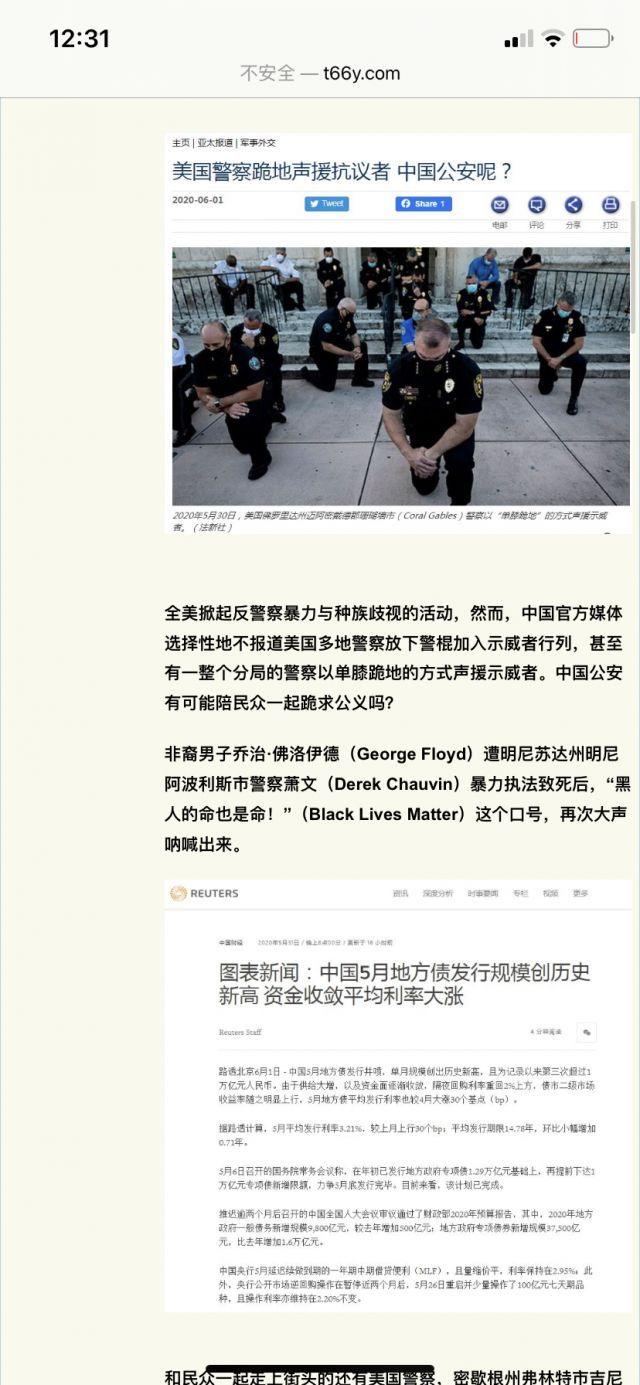 12:31
不安全 — t66y.com
主页 | 亚太报道 | 军事外交
美国警察跪地声援抗议者 中国公安呢？
2020-06-01
Tweet
Share 1
电邮
评论
分享
打印
2020年5月30日，美国佛罗里达州迈阿密戴德郡珊瑚墙市（Coral Gables）警察以“单膝跪地”的方式声援示威
者。（法新社）
全美掀起反警察暴力与种族歧视的活动，然而，中国官方媒体
选择性地不报道美国多地警察放下警棍加入示威者行列，甚至
有一整个分局的警察以单膝跪地的方式声援示威者。中国公安
有可能陪民众一起跪求公义吗?
非裔男子乔治·佛洛伊德（George Floyd）遭明尼苏达州明尼
阿波利斯市警察萧文（Derek Chauvin）暴力执法致死后，“黑
人的命也是命！”（Black Lives Matter）这个口号，再次大声
呐喊出来。
REUTERS
资讯 深度分析 时事要闻 专栏 视频 更多
中国财经 2020年5月31日 / 晚上8点00分 / 更新于 16 小时前
图表新闻：中国5月地方债发行规模创历史
新高 资金收敛平均利率大涨
Reuters Staff
4 分钟阅读
路透北京6月1日 - 中国5月地方债发行井喷，单月规模创出历史新高，且为记录以来第三次超过1
万亿元人民币。由于供给大增，以及资金面逐渐收敛，隔夜回购利率重回2%上方，债市二级市场
收益率随之明显上行，5月地方债平均发行利率也较4月大涨30个基点（bp）。
据路透计算，5月平均发行利率3.21%，较上月上行30个bp；平均发行期限14.78年，环比小幅增加
0.71年。
5月6日召开的国务院常务会议称，在年初已发行地方政府专项债1.29万亿元基础上，再提前下达1
万亿元专项债新增限额，力争5月底发行完毕。目前来看，该计划已完成。
推迟逾两个月后召开的中国全国人大会议审议通过了财政部2020年预算报告，其中，2020年地方
政府一般债务新增规模9,800亿元，较去年增加500亿元；地方政府专项债券新增规模37,500亿
元，比去年增加1.6万亿元。
中国央行5月延迟续做到期的一年期中期借贷便利（MLF），且量缩价平，利率保持在2.95%；此
外，央行公开市场逆回购操作在暂停近两个月后，5月26日重启并少量操作了100亿元七天期品
种，且操作利率亦维持在2.20%不变。
和民众一起走上街头的还有美国警察，密歇根州弗林特市吉尼